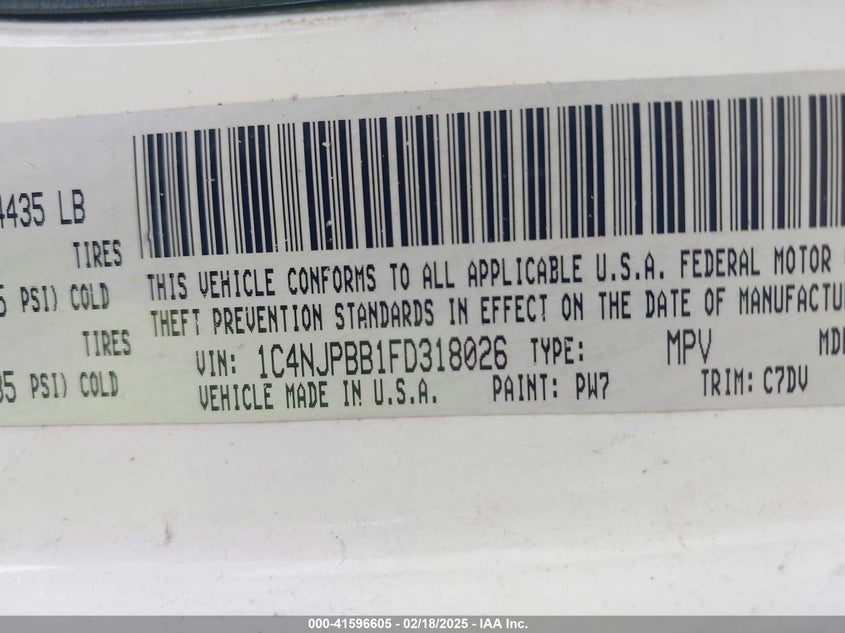 4435 LB
TIRES
5 PSI) COLD
TIRES
35 PSI) COLD
THIS VEHICLE CONFORMS TO ALL APPLICABLE U.S.A. FEDERAL MOTOR
THEFT PREVENTION STANDARDS IN EFFECT ON THE DATE OF MANUFACTU
VIN: 1C4NJPBB1FD318026 TYPE: MPV MD
VEHICLE MADE IN U.S.A. PAINT: PW7 TRIM: C7DV
000-41596605 - 02/18/2025 - IAA Inc.